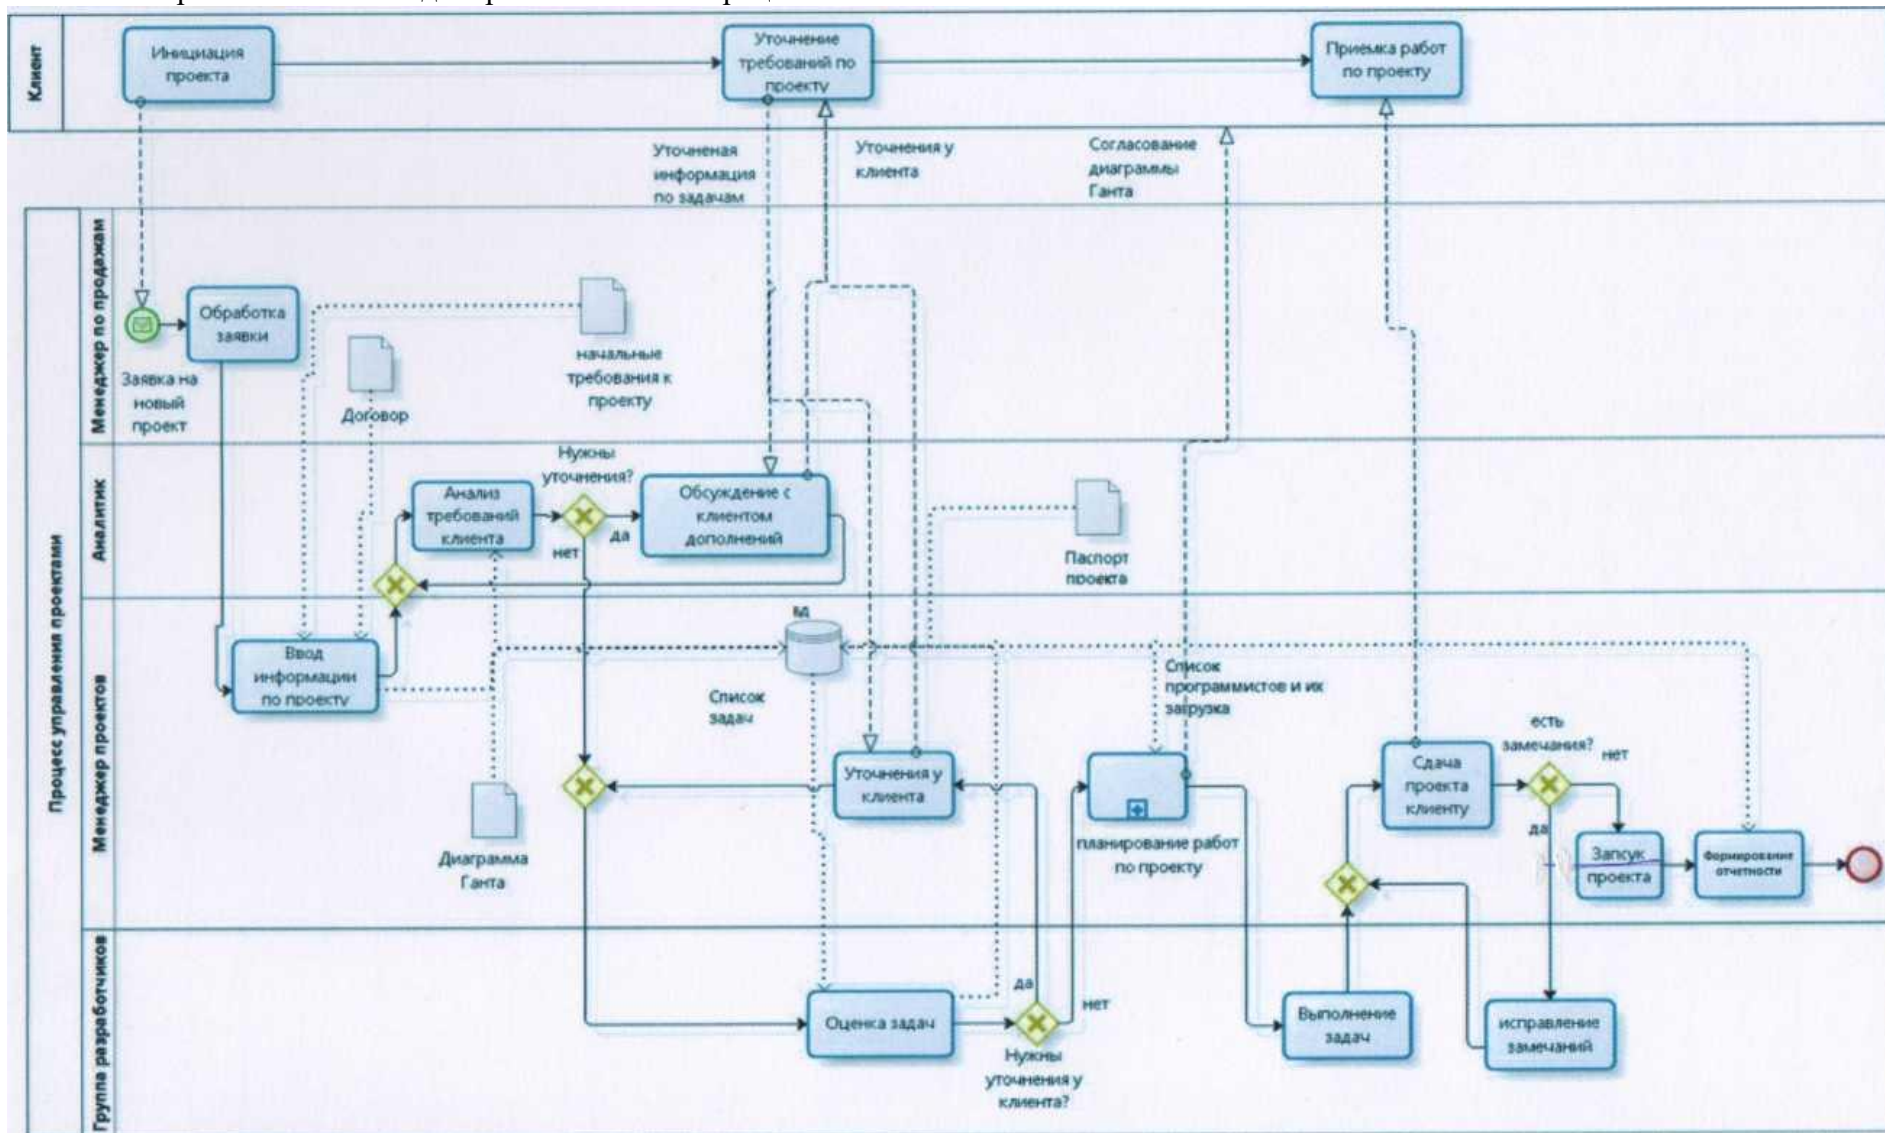 Клиент
Инициация
проекта
Уточнение
требований по
проекту
Приемка работ
по проекту
Уточненая
информация
по задачам
Уточнения у
клиента
Согласование
диаграммы
Ганта
Процесс управления проектами
Менеджер по продажам
Обработка
заявки
Заявка на
новый
проект
Договор
начальные
требования к
проекту
Аналитик
Анализ
требований
клиента
Нужны
уточнения?
да
нет
Обсуждение с
клиентом
дополнений
Паспорт
проекта
Менеджер проектов
Ввод
информации
по проекту
Список
задач
Диаграмма
Ганта
Уточнения у
клиента
Список
программистов и их
загрузка
планирование работ
по проекту
Сдача
проекта
клиенту
есть
замечания?
нет
да
Запсук
проекта
Формирование
отчетности
Группа разработчиков
Оценка задач
да
нет
Нужны
уточнения у
клиента?
Выполнение
задач
исправление
замечаний